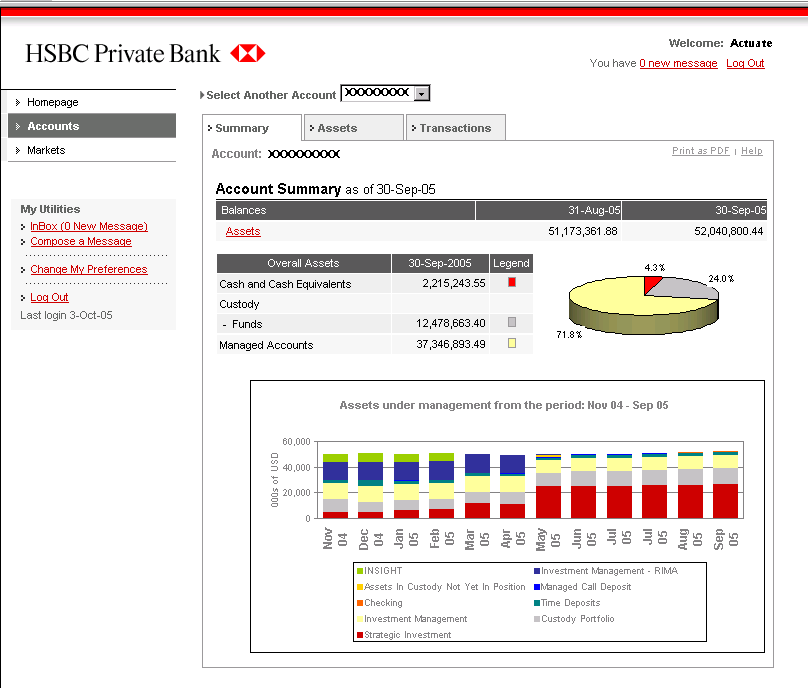 HSBC Private Bank
Welcome: Actuate
You have 0 new message Log Out
Homepage
Accounts
Markets
My Utilities
InBox (0 New Message)
Compose a Message
Change My Preferences
Log Out
Last login 3-Oct-05
Select Another Account XXXXXXXX
Summary Assets Transactions
Account: XXXXXXXXX Print as PDF | Help
Account Summary as of 30-Sep-05
Balances 31-Aug-05 30-Sep-05
Assets 51,173,361.88 52,040,800.44
Overall Assets 30-Sep-2005 Legend
Cash and Cash Equivalents 2,215,243.55
Custody
- Funds 12,478,663.40
Managed Accounts 37,346,893.49
4.3%
24.0%
71.8%
Assets under management from the period: Nov 04 - Sep 05
000s of USD
60,000
40,000
20,000
0
Nov 04 Dec 04 Jan 05 Feb 05 Mar 05 Apr 05 May 05 Jun 05 Jul 05 Jul 05 Aug 05 Sep 05
INSIGHT Investment Management - RIMA
Assets In Custody Not Yet In Position Managed Call Deposit
Checking Time Deposits
Investment Management Custody Portfolio
Strategic Investment